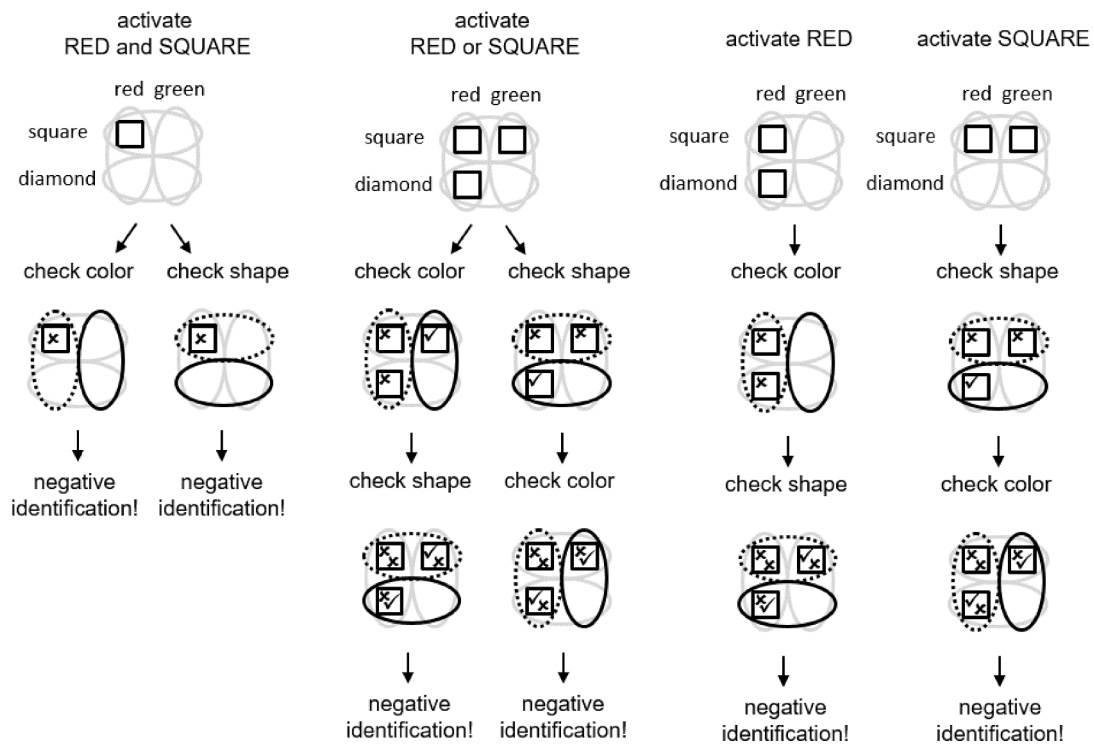 activate
RED and SQUARE
activate
RED or SQUARE
activate RED
activate SQUARE
red green
square
diamond
red green
square
diamond
red green
square
diamond
red green
square
diamond
check color
check shape
check color
check shape
check color
check shape
negative
identification!
negative
identification!
check shape
check color
check shape
check color
negative
identification!
negative
identification!
negative
identification!
negative
identification!